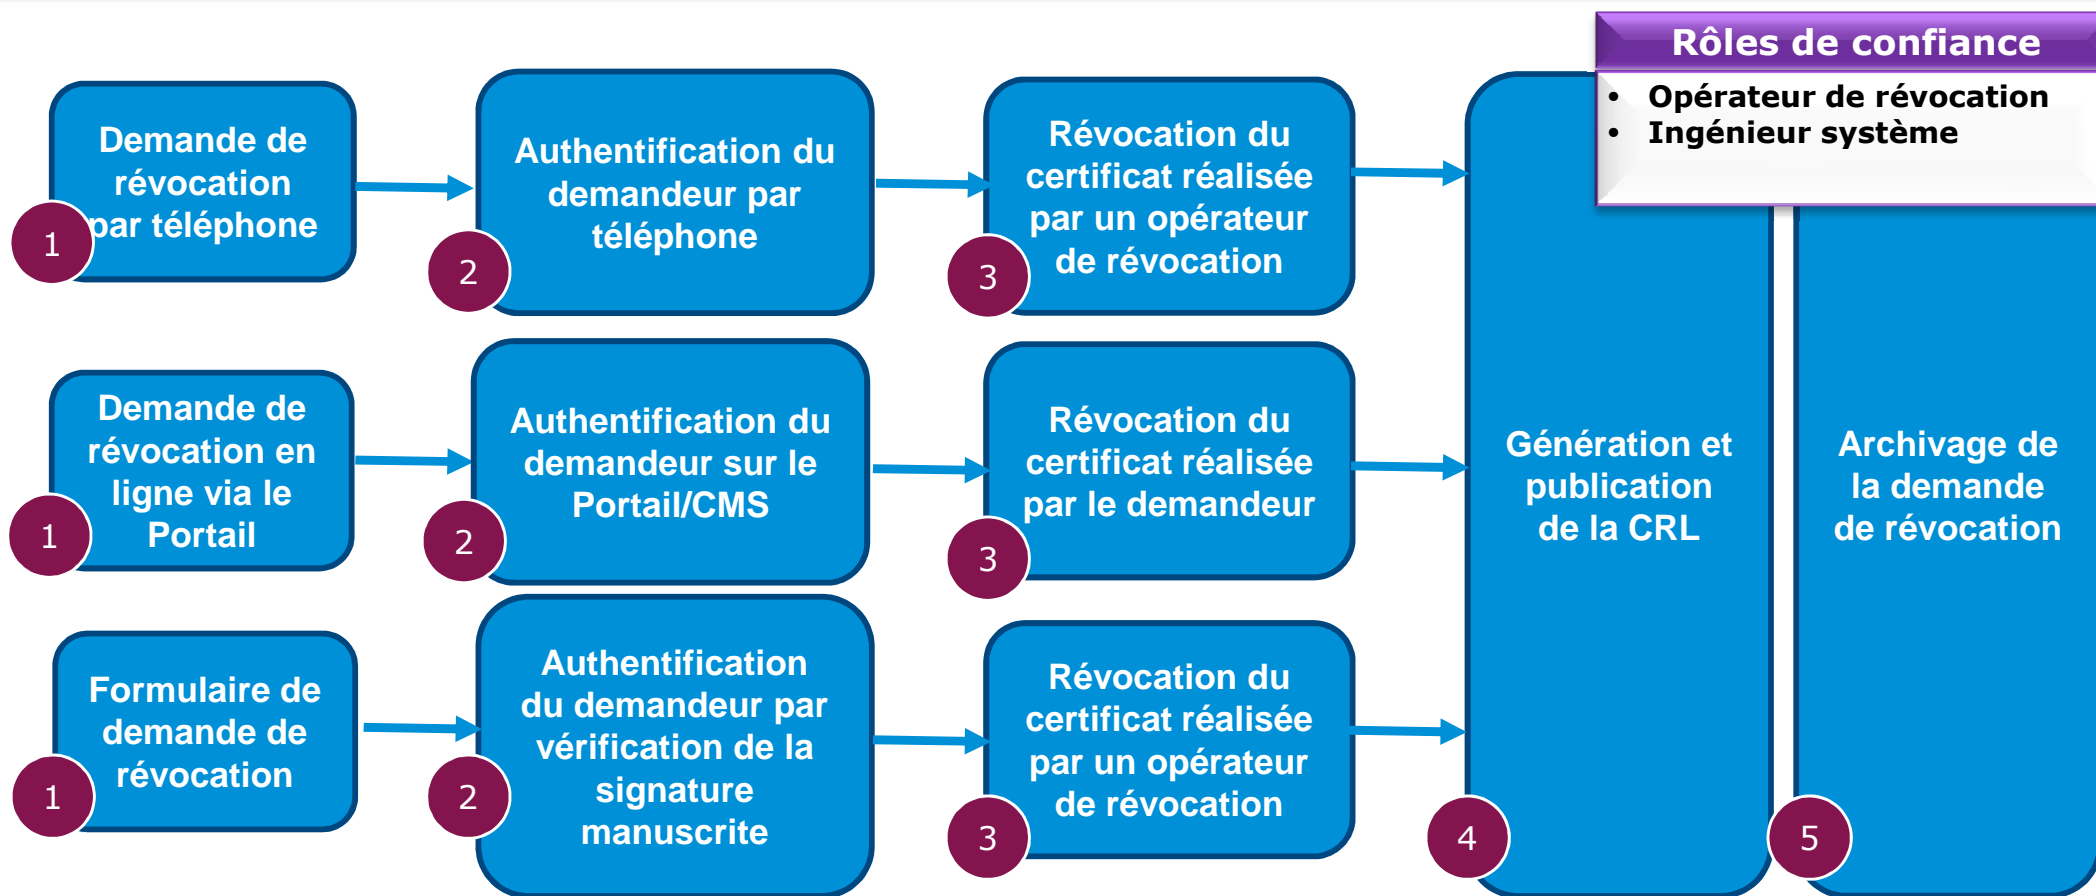 Rôles de confiance
• Opérateur de révocation
• Ingénieur système
Demande de
révocation
par téléphone
1
Authentification du
demandeur par
téléphone
2
Révocation du
certificat réalisée
par un opérateur
de révocation
3
Demande de
révocation en
ligne via le
Portail
1
Authentification du
demandeur sur le
Portail/CMS
2
Révocation du
certificat réalisée
par le demandeur
3
Formulaire de
demande de
révocation
1
Authentification
du demandeur par
vérification de la
signature
manuscrite
2
Révocation du
certificat réalisée
par un opérateur
de révocation
3
Génération et
publication
de la CRL
4
Archivage de
la demande
de révocation
5